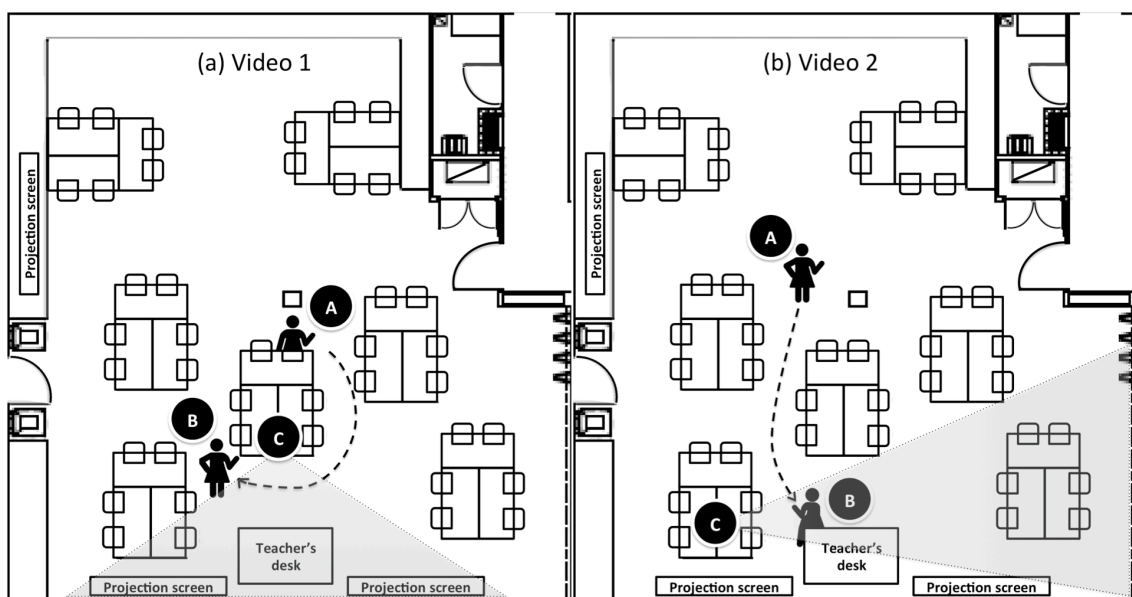 (a) Video 1
Projection screen
A
B
C
Teacher's
desk
Projection screen
Projection screen
(b) Video 2
Projection screen
A
B
C
Teacher's
desk
Projection screen
Projection screen